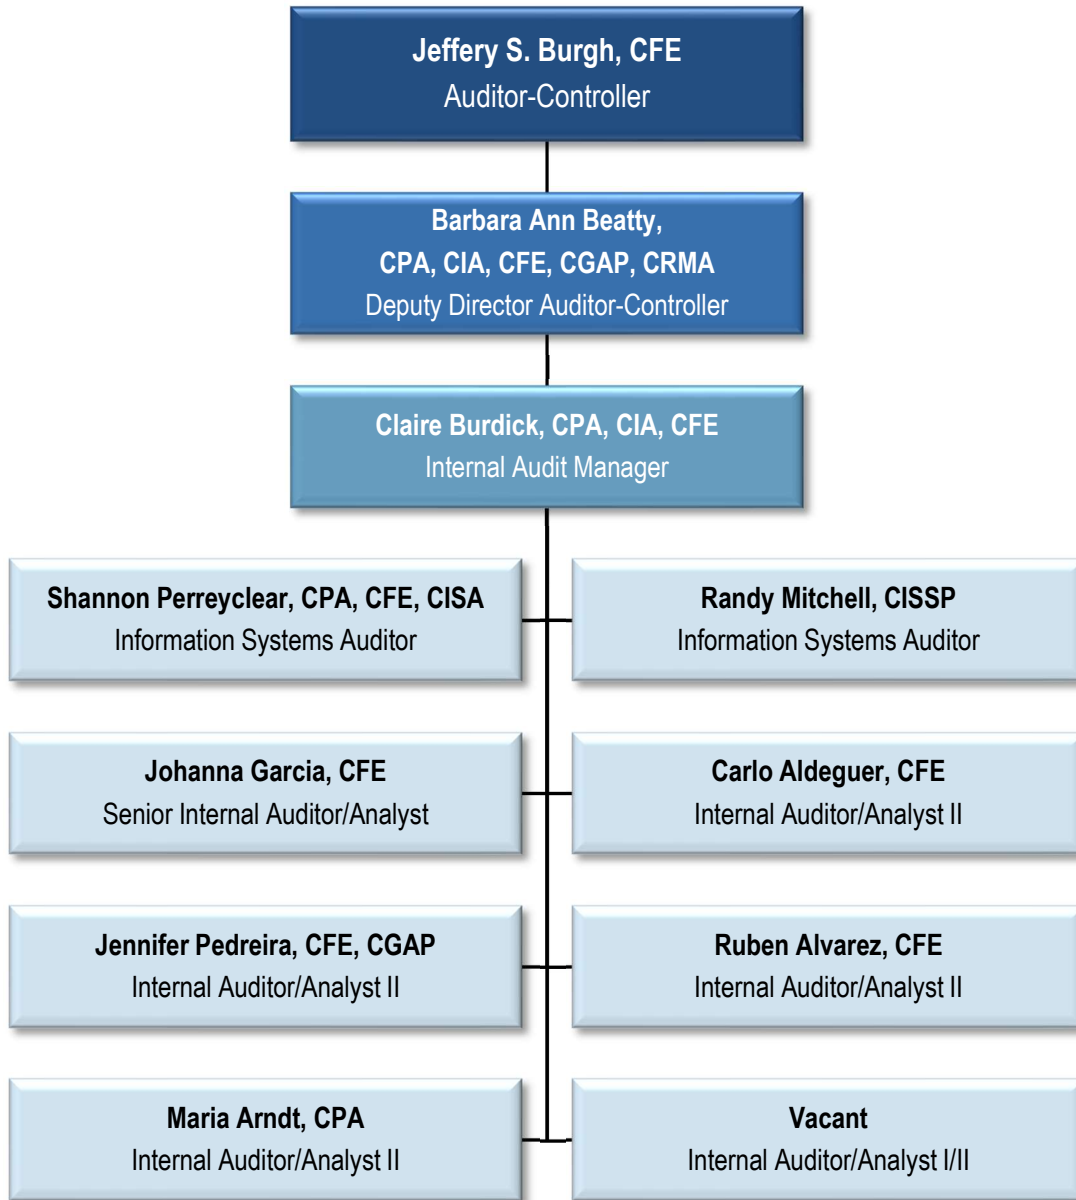 Jeffery S. Burgh, CFE
Auditor-Controller
Barbara Ann Beatty,
CPA, CIA, CFE, CGAP, CRMA
Deputy Director Auditor-Controller
Claire Burdick, CPA, CIA, CFE
Internal Audit Manager
Shannon Perreyclear, CPA, CFE, CISA
Information Systems Auditor
Randy Mitchell, CISSP
Information Systems Auditor
Johanna Garcia, CFE
Senior Internal Auditor/Analyst
Carlo Aldeguer, CFE
Internal Auditor/Analyst II
Jennifer Pedreira, CFE, CGAP
Internal Auditor/Analyst II
Ruben Alvarez, CFE
Internal Auditor/Analyst II
Maria Arndt, CPA
Internal Auditor/Analyst II
Vacant
Internal Auditor/Analyst I/II